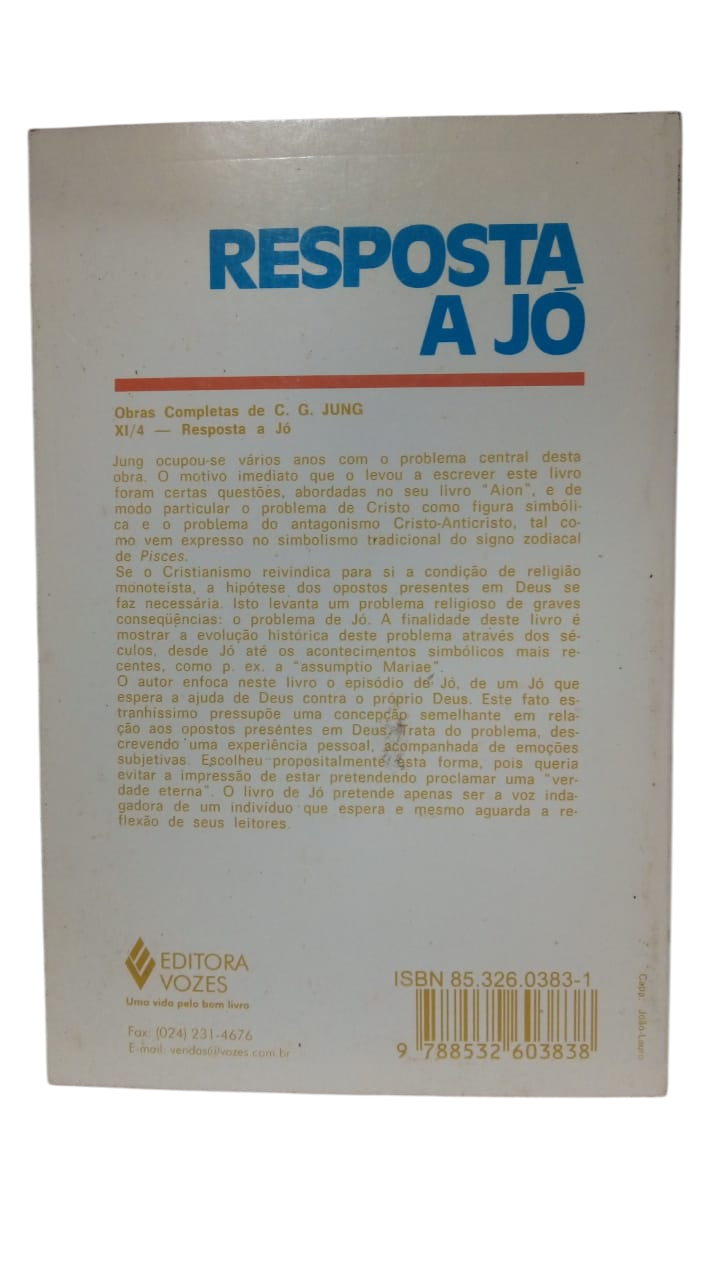 RESPOSTA
A JÓ
Obras Completas de C. G. JUNG
XI/4 — Resposta a Jó
Jung ocupou-se vários anos com o problema central desta
obra. O motivo imediato que o levou a escrever este livro
foram certas questões, abordadas no seu livro "Aion", e de
modo particular o problema de Cristo como figura simbóli-
ca e o problema do antagonismo Cristo-Anticristo, tal co-
mo vem expresso no simbolismo tradicional do signo zodiacal
de Pisces.
Se o Cristianismo reivindica para si a condição de religião
monoteísta, a hipótese dos opostos presentes em Deus se
faz necessária. Isto levanta um problema religioso de graves
conseqüências: o problema de Jó. A finalidade deste livro é
mostrar a evolução histórica deste problema através dos sé-
culos, desde Jó até os acontecimentos simbólicos mais re-
centes, como p. ex. a "assumptio Mariae".
O autor enfoca neste livro o episódio de Jó, de um Jó que
espera a ajuda de Deus contra o próprio Deus. Este fato es-
tranhíssimo pressupõe uma concepção semelhante em rela-
ção aos opostos presentes em Deus. Trata do problema, des-
crevendo uma experiência pessoal, acompanhada de emoções
subjetivas. Escolheu propositalmente esta forma, pois queria
evitar a impressão de estar pretendendo proclamar uma "ver-
dade eterna". O livro de Jó pretende apenas ser a voz inda-
gadora de um indivíduo que espera e mesmo aguarda a re-
flexão de seus leitores.
EDITORA
VOZES
Uma vida pelo bom livro
Fax: (024) 231-4676
E-mail: vendas@vozes.com.br
ISBN 85.326.0383-1
9 788532 603838
Capa: João Lauro